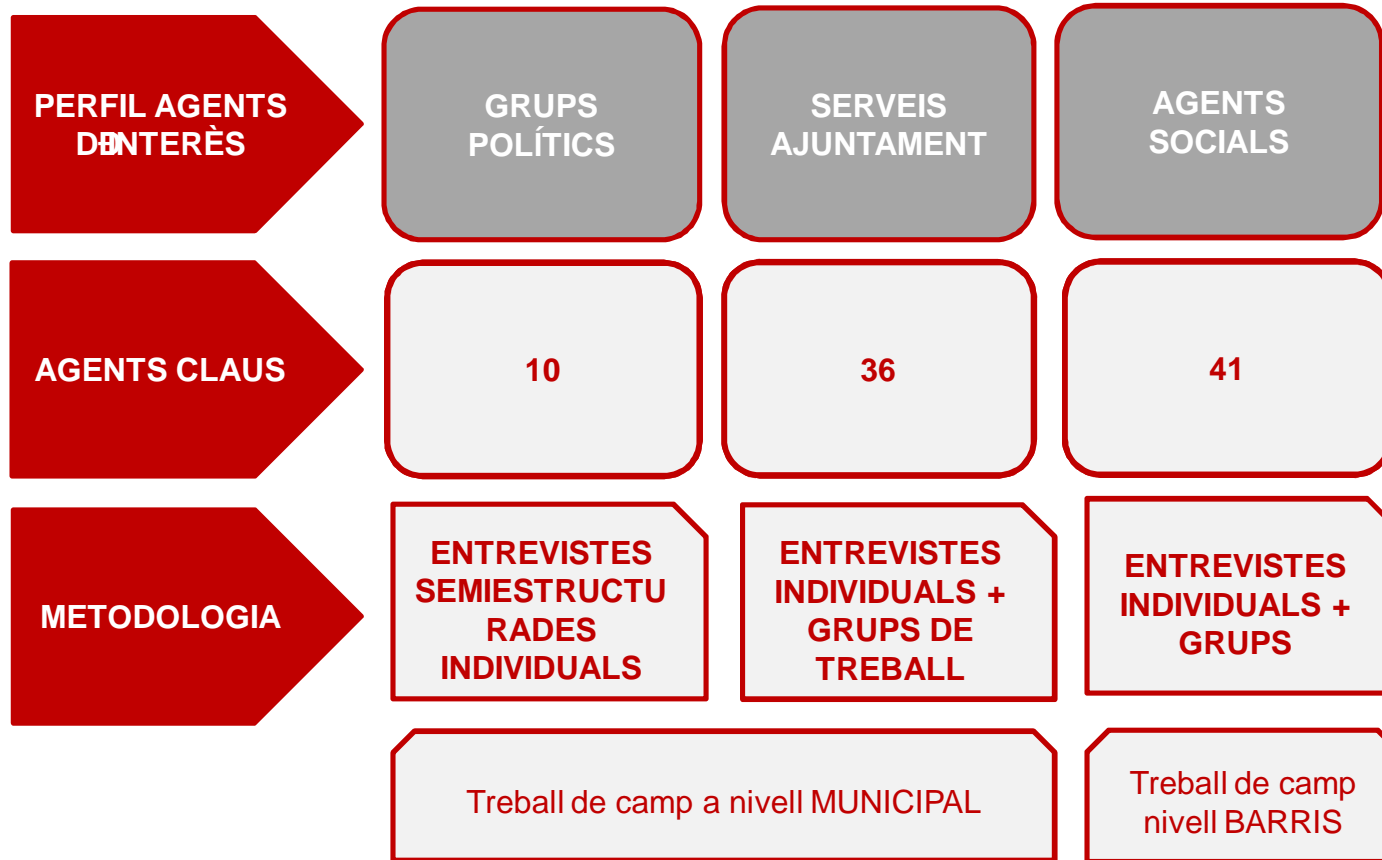 PERFIL AGENTS
GRUPS
POLÍTICS
SERVEIS
AJUNTAMENT
AGENTS
SOCIALS
AGENTS CLAUS
10
36
41
METODOLOGIA
ENTREVISTES
SEMIESTRUCTU
RADES
INDIVIDUALS
ENTREVISTES
INDIVIDUALS +
GRUPS DE
TREBALL
ENTREVISTES
INDIVIDUALS +
GRUPS
Treball de camp a nivell MUNICIPAL
Treball de camp
nivell BARRIS